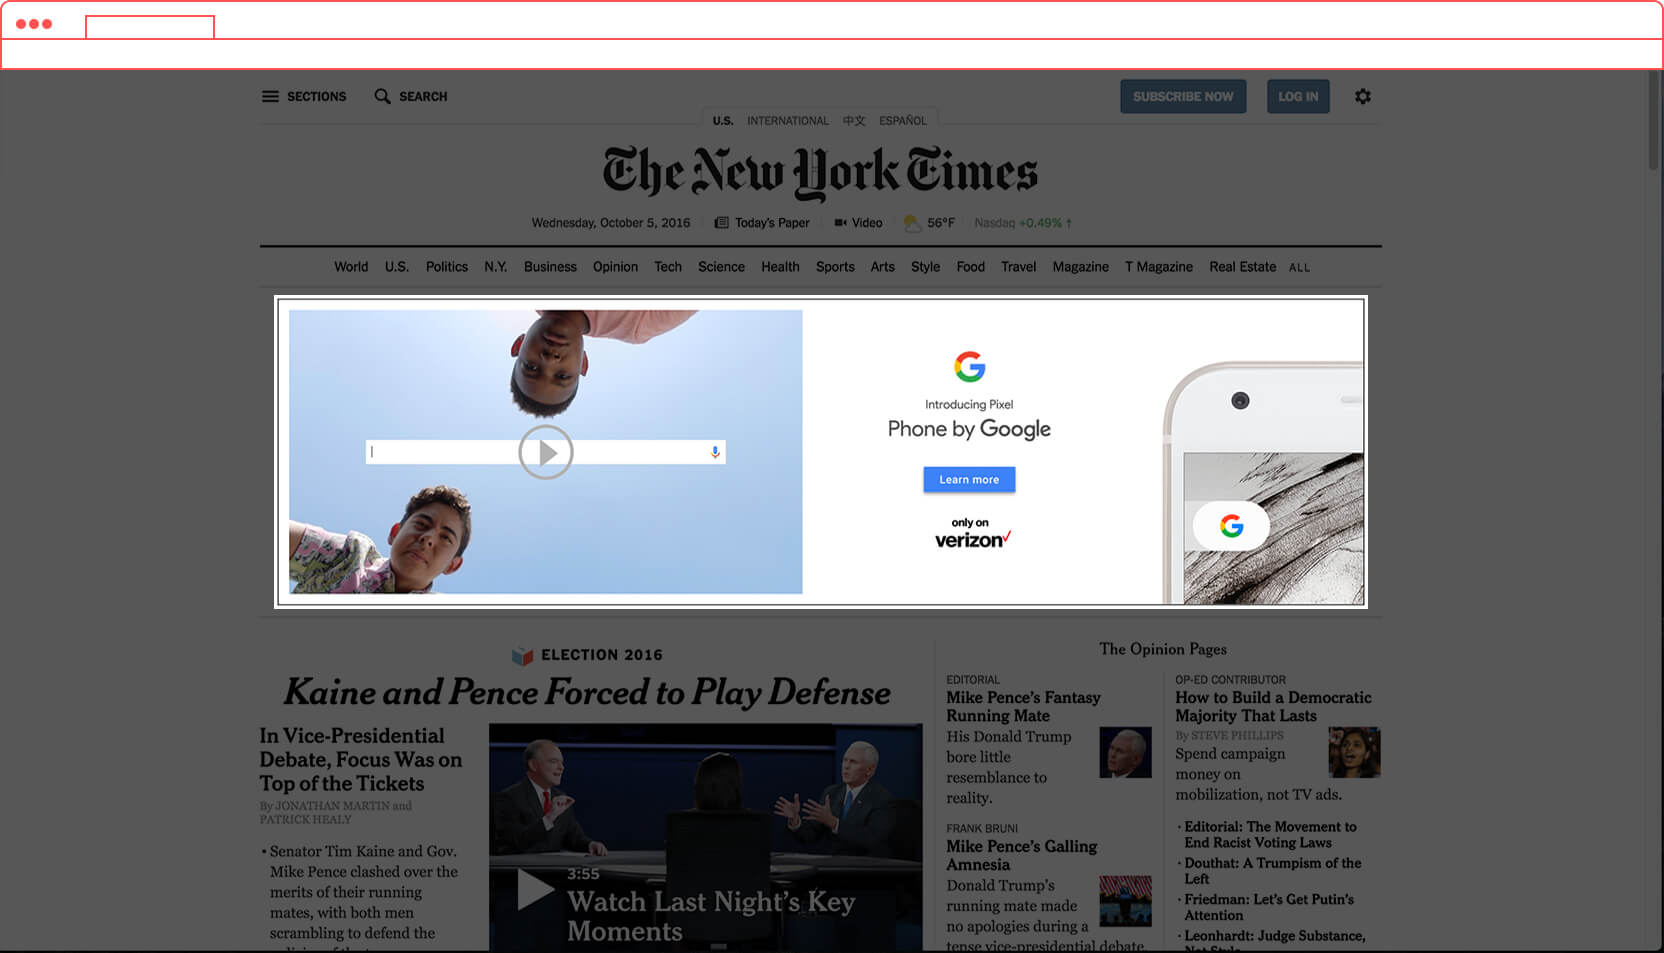 SECTIONS
SEARCH
SUBSCRIBE NOW
LOG IN
U.S. INTERNATIONAL 中文 ESPAÑOL
The New York Times
Wednesday, October 5, 2016
Today's Paper
Video
56°F
Nasdaq +0.49% ↑
World U.S. Politics N.Y. Business Opinion Tech Science Health Sports Arts Style Food Travel Magazine T Magazine Real Estate ALL
G
Introducing Pixel
Phone by Google
Learn more
only on
verizon✓
G
ELECTION 2016
Kaine and Pence Forced to Play Defense
In Vice-Presidential
Debate, Focus Was on
Top of the Tickets
By JONATHAN MARTIN and
PATRICK HEALY
• Senator Tim Kaine and Gov.
Mike Pence clashed over the
merits of their running
mates, with both men
scrambling to defend the
3:55
Watch Last Night's Key
Moments
The Opinion Pages
EDITORIAL
Mike Pence's Fantasy
Running Mate
His Donald Trump
bore little
resemblance to
reality.
FRANK BRUNI
Mike Pence's Galling
Amnesia
Donald Trump's
running mate made
no apologies during a
tense vice-presidential debate.
OP-ED CONTRIBUTOR
How to Build a Democratic
Majority That Lasts
By STEVE PHILLIPS
Spend campaign
money on
mobilization, not TV ads.
· Editorial: The Movement to
End Racist Voting Laws
· Douthat: A Trumpism of the
Left
· Friedman: Let's Get Putin's
Attention
· Leonhardt: Judge Substance,
Not Style